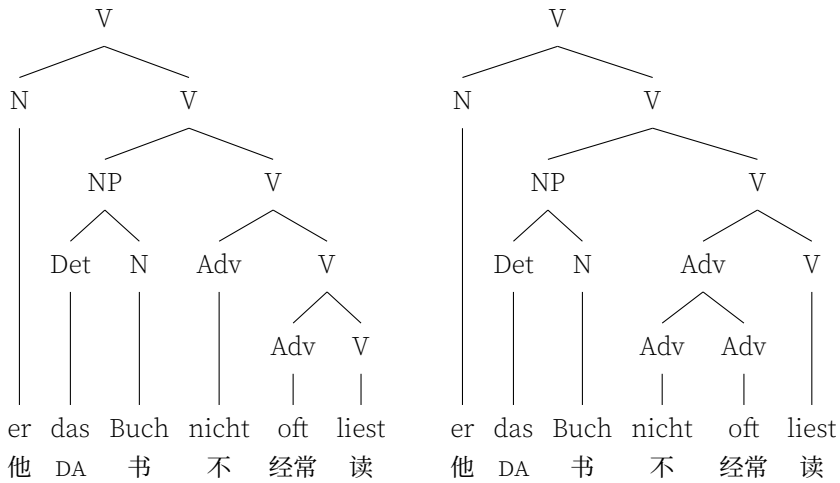 V V
N V N V
NP V NP V
Det N Adv V Det N Adv V
Adv V Adv Adv
er das Buch nicht oft liest er das Buch nicht oft liest
他 DA 书 不 经常 读 他 DA 书 不 经常 读